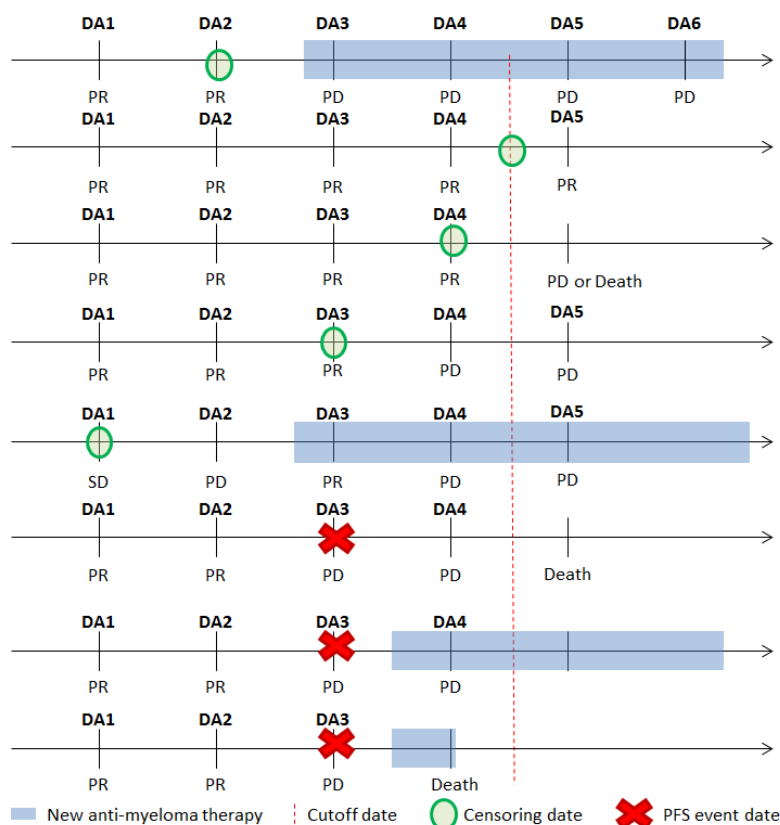 DA1 DA2 DA3 DA4 DA5 DA6
PR PR PD PD PD PD
DA1 DA2 DA3 DA4 DA5
PR PR PR PR PR
DA1 DA2 DA3 DA4
PR PR PR PR PD or Death
DA1 DA2 DA3 DA4 DA5
PR PR PR PD PD
DA1 DA2 DA3 DA4 DA5
SD PD PR PD PD
DA1 DA2 DA3 DA4
PR PR PD PD Death
DA1 DA2 DA3 DA4
PR PR PD PD
DA1 DA2 DA3
PR PR PD Death
New anti-myeloma therapy Cutoff date Censoring date PFS event date